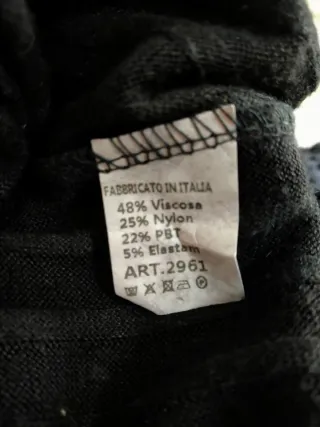 FABBRICATO IN ITALIA
48% Viscosa
25% Nylon
22% PBT
5% Elastam
ART.2961